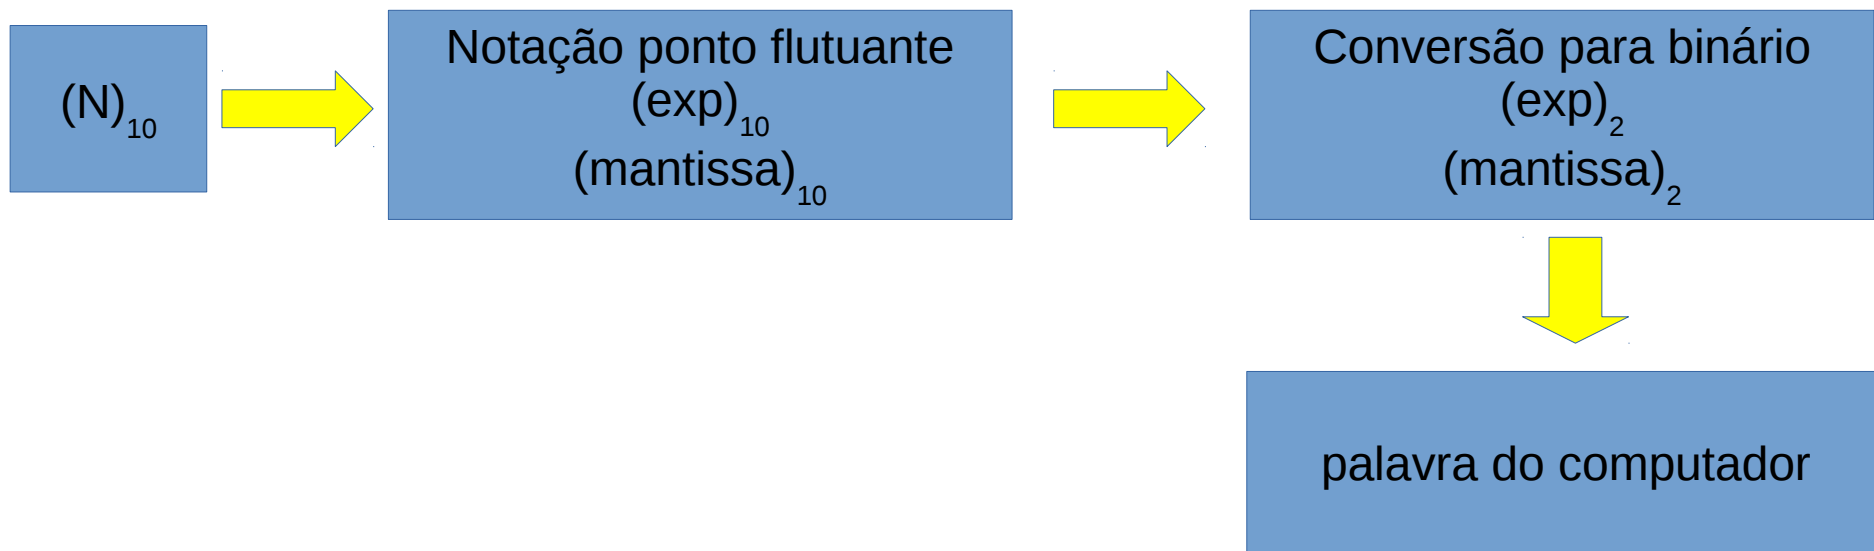 (N)10
Notação ponto flutuante
(exp)10
(mantissa)10
Conversão para binário
(exp)2
(mantissa)2
palavra do computador